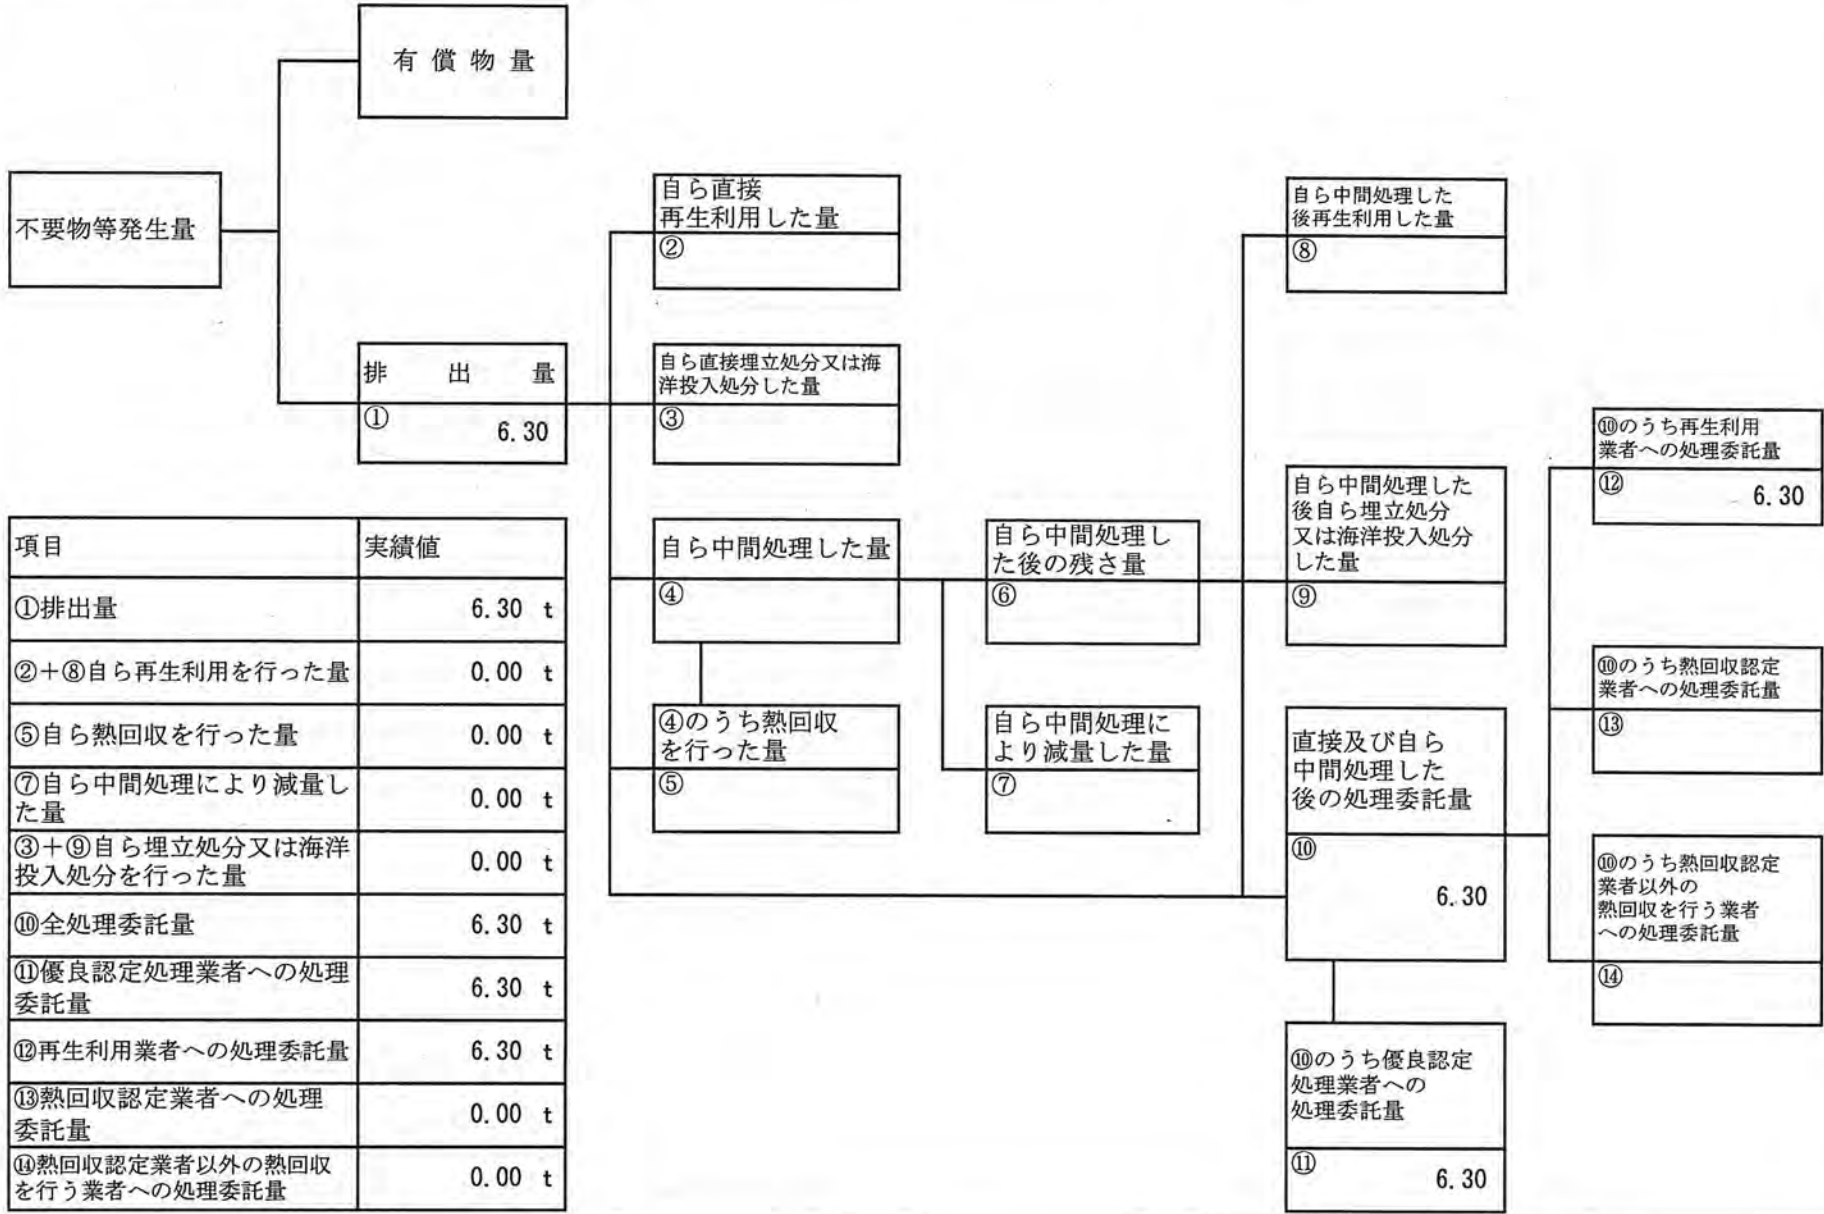 有償物量
不要物等発生量
排出量
①
6.30
自ら直接
再生利用した量
②
自ら直接埋立処分又は海
洋投入処分した量
③
自ら中間処理した量
④
④のうち熱回収
を行った量
⑤
自ら中間処理し
た後の残さ量
⑥
自ら中間処理に
より減量した量
⑦
自ら中間処理した
後再生利用した量
⑧
自ら中間処理した
後自ら埋立処分
又は海洋投入処分
した量
⑨
直接及び自ら
中間処理した
後の処理委託量
⑩
6.30
⑩のうち優良認定
処理業者への
処理委託量
⑪
6.30
⑩のうち再生利用
業者への処理委託量
⑫
6.30
⑩のうち熱回収認定
業者への処理委託量
⑬
⑩のうち熱回収認定
業者以外の
熱回収を行う業者
への処理委託量
⑭
項目 実績値
①排出量 6.30 t
②+⑧自ら再生利用を行った量 0.00 t
⑤自ら熱回収を行った量 0.00 t
⑦自ら中間処理により減量し
た量 0.00 t
③+⑨自ら埋立処分又は海洋
投入処分を行った量 0.00 t
⑩全処理委託量 6.30 t
⑪優良認定処理業者への処理
委託量 6.30 t
⑫再生利用業者への処理委託量 6.30 t
⑬熱回収認定業者への処理
委託量 0.00 t
⑭熱回収認定業者以外の熱回収
を行う業者への処理委託量 0.00 t